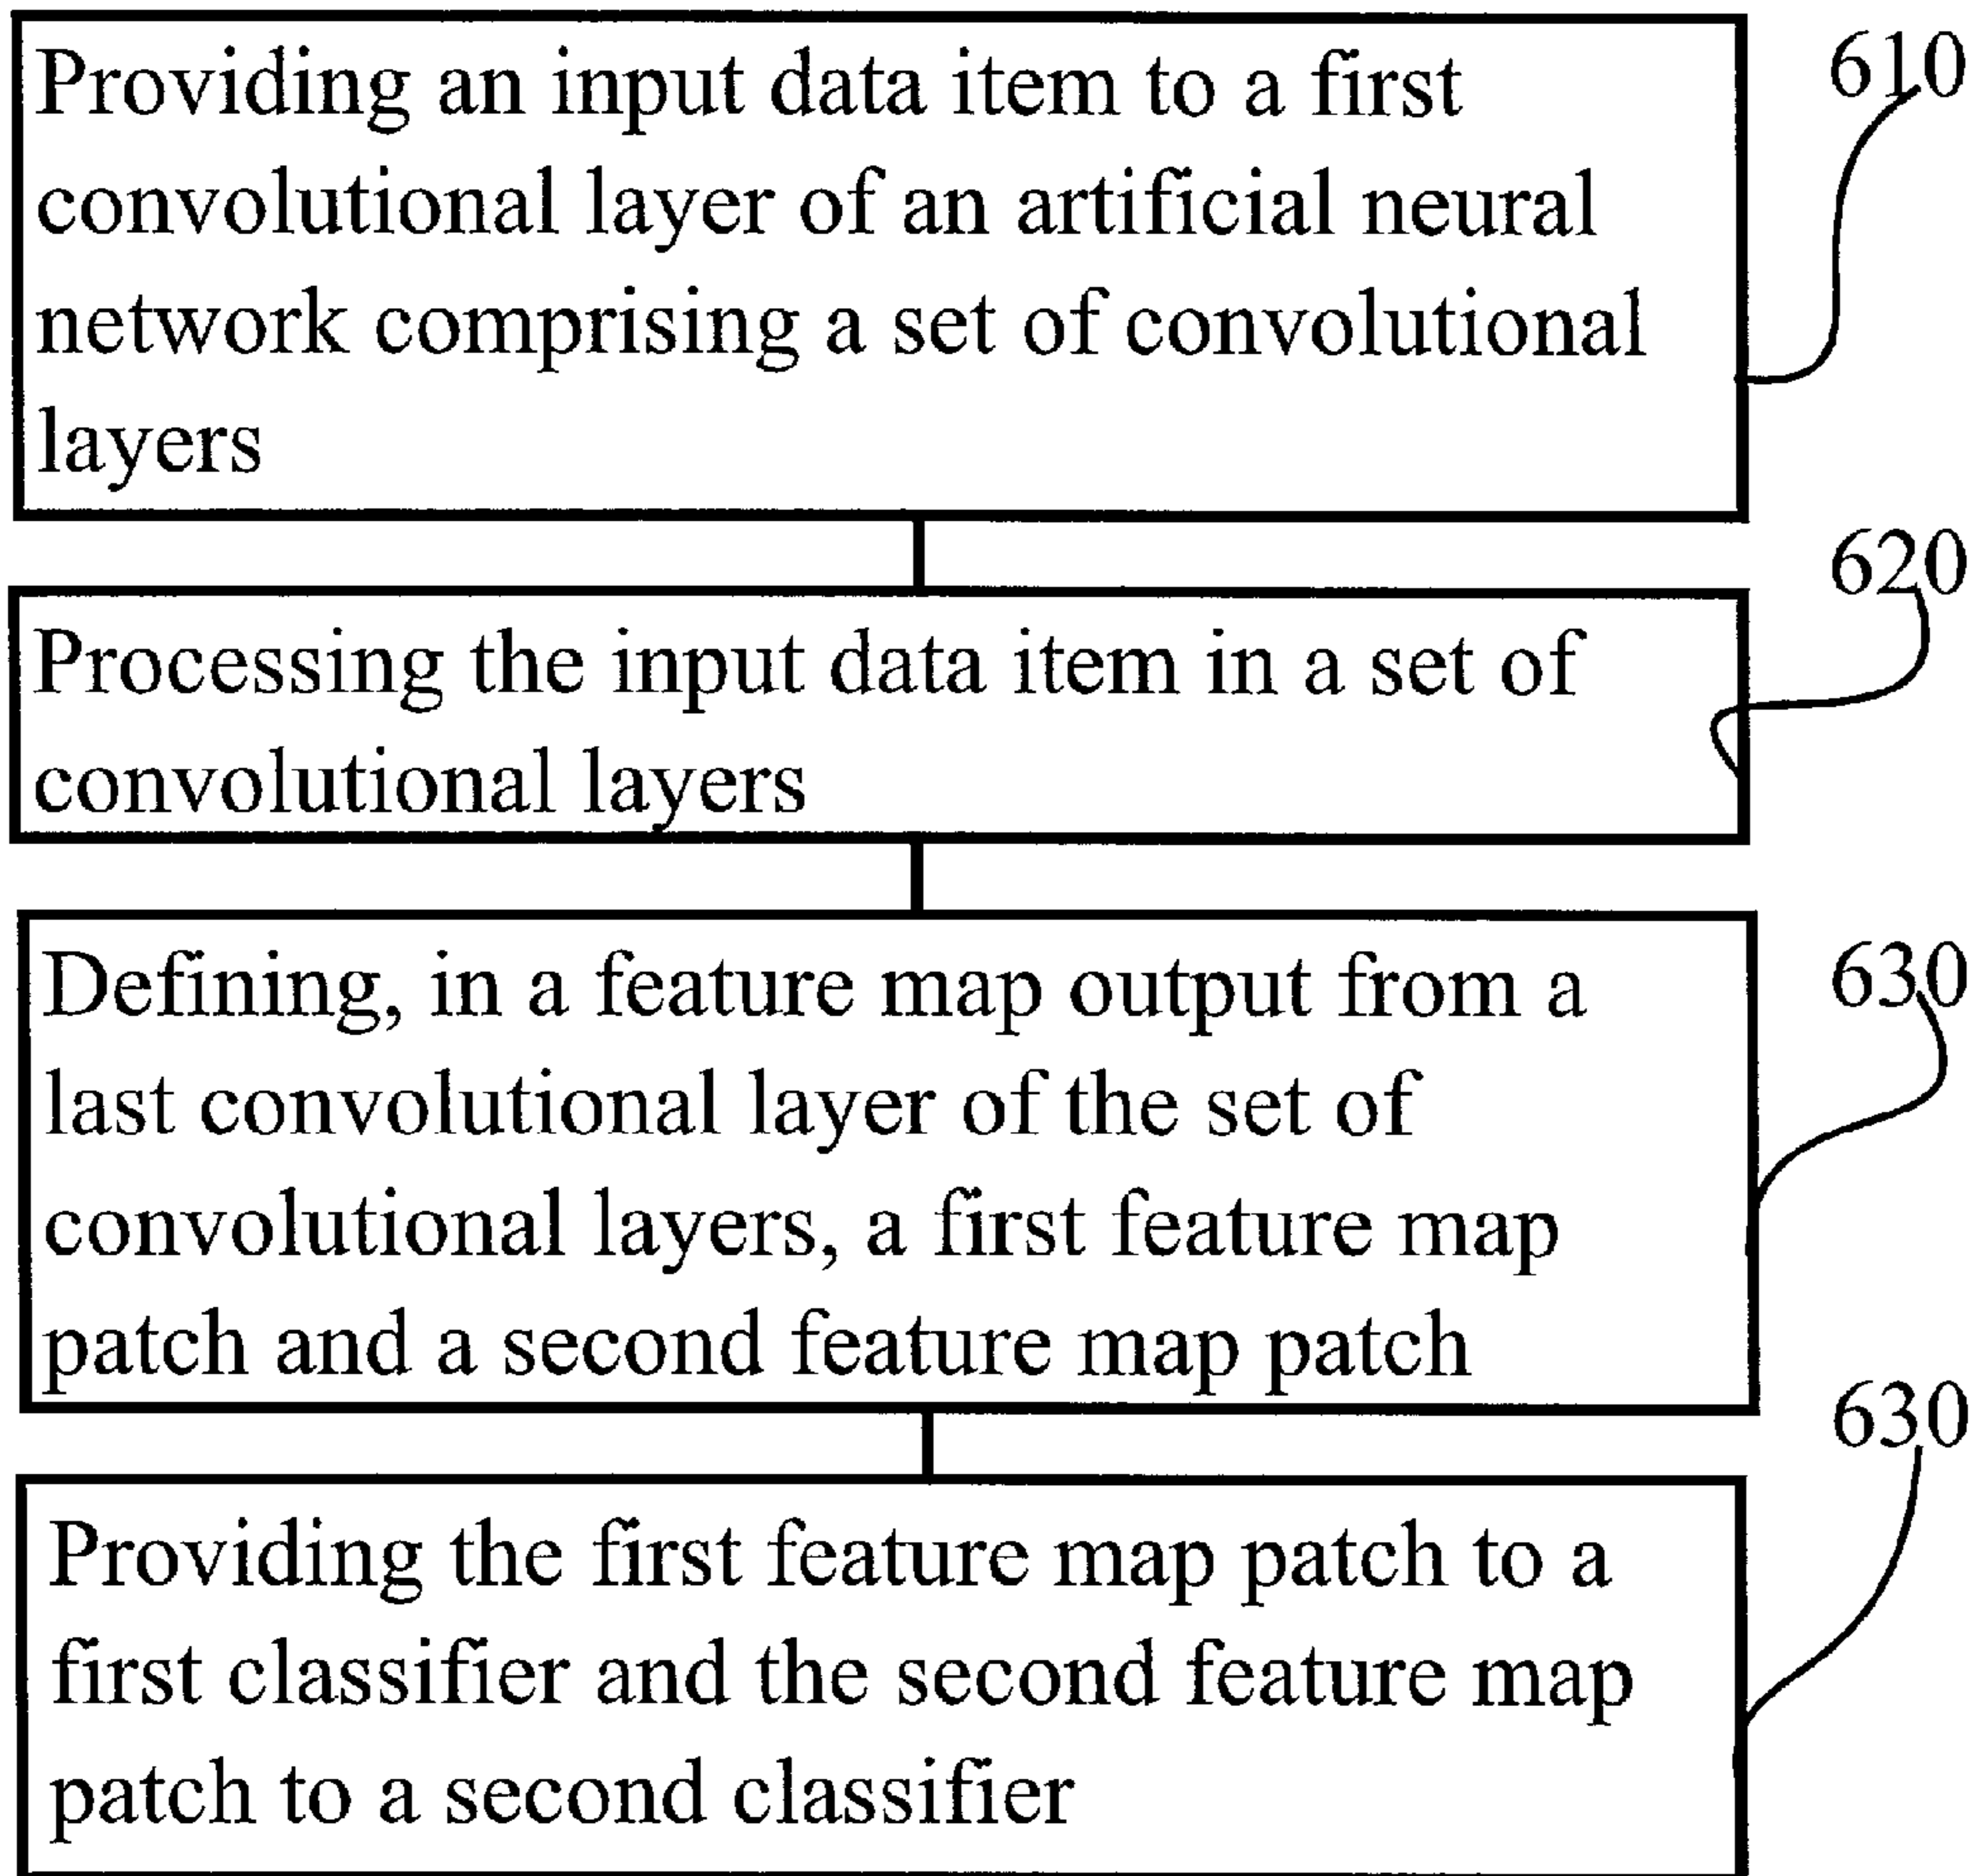 Providing an input data item to a first
convolutional layer of an artificial neural
network comprising a set of convolutional
layers
610
Processing the input data item in a set of
convolutional layers
620
Defining, in a feature map output from a
last convolutional layer of the set of
convolutional layers, a first feature map
patch and a second feature map patch
630
Providing the first feature map patch to a
first classifier and the second feature map
patch to a second classifier
630